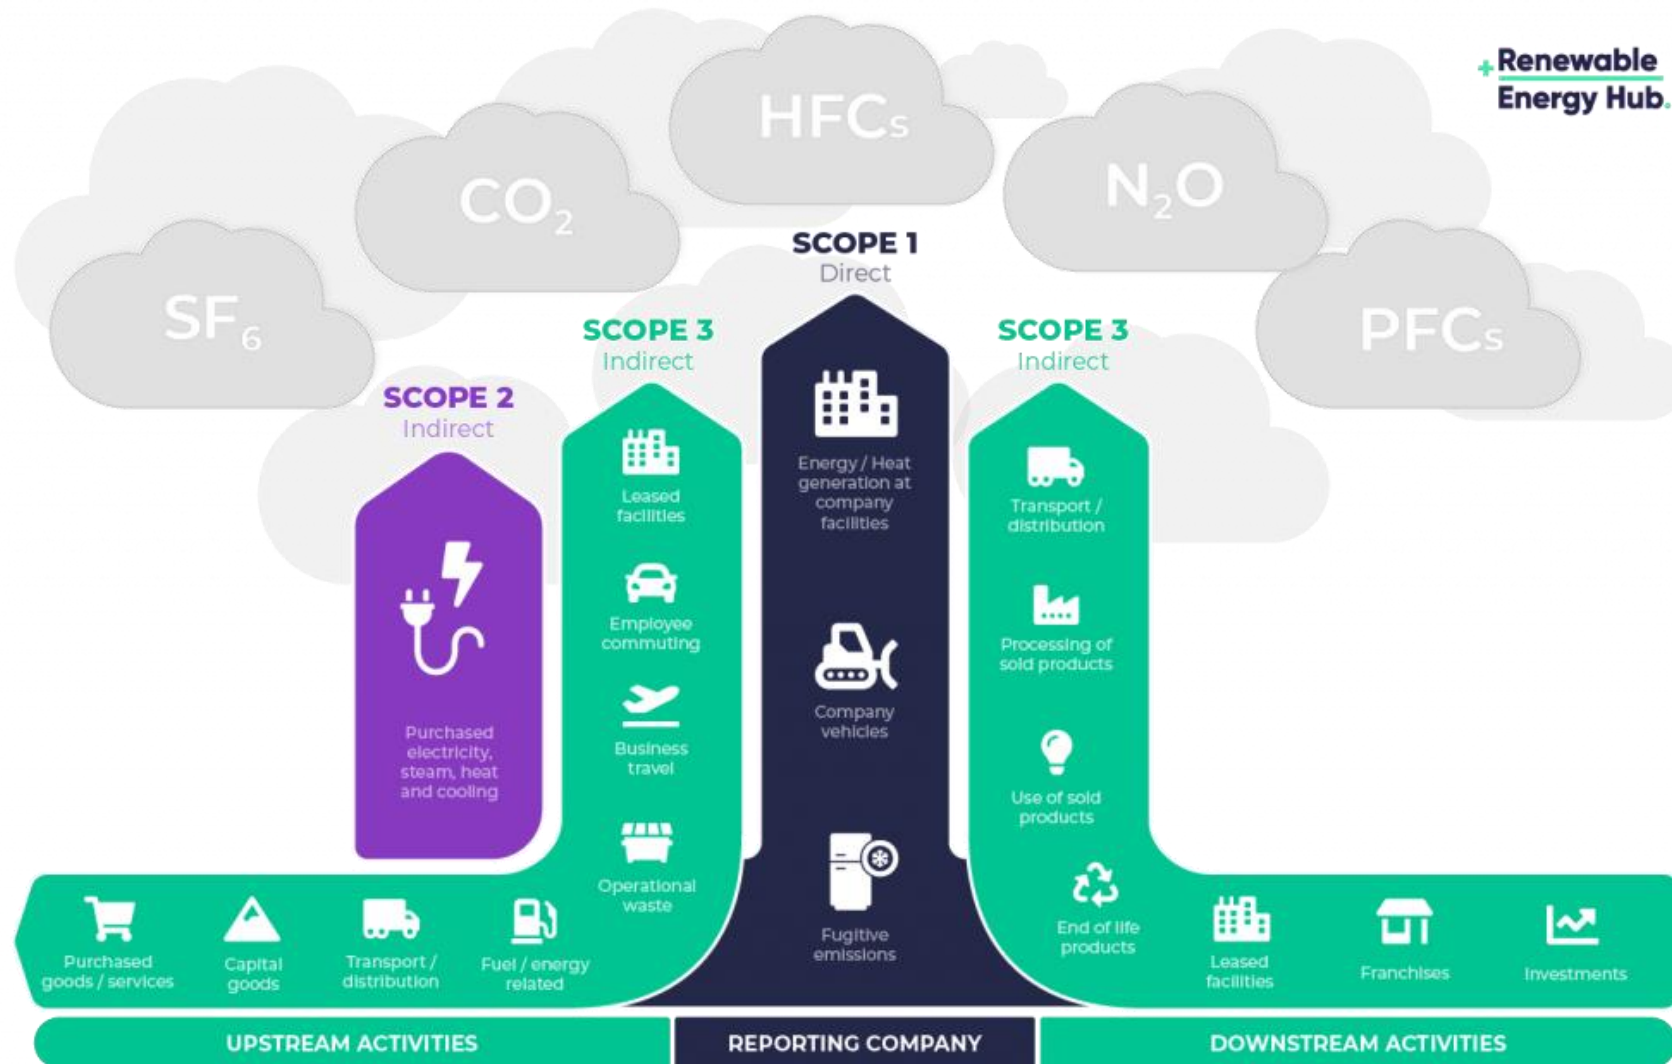 +Renewable
Energy Hub.
HFCs
CO₂
N₂O
SF₆
PFCs
SCOPE 1
Direct
SCOPE 3
Indirect
SCOPE 3
Indirect
SCOPE 2
Indirect
Purchased
electricity,
steam, heat
and cooling
Leased
facilities
Employee
commuting
Business
travel
Operational
waste
Energy / Heat
generation at
company
facilities
Company
vehicles
Fugitive
emissions
Transport /
distribution
Processing of
sold products
Use of sold
products
End of life
products
Purchased
goods / services
Capital
goods
Transport /
distribution
Fuel / energy
related
Leased
facilities
Franchises
Investments
UPSTREAM ACTIVITIES
REPORTING COMPANY
DOWNSTREAM ACTIVITIES